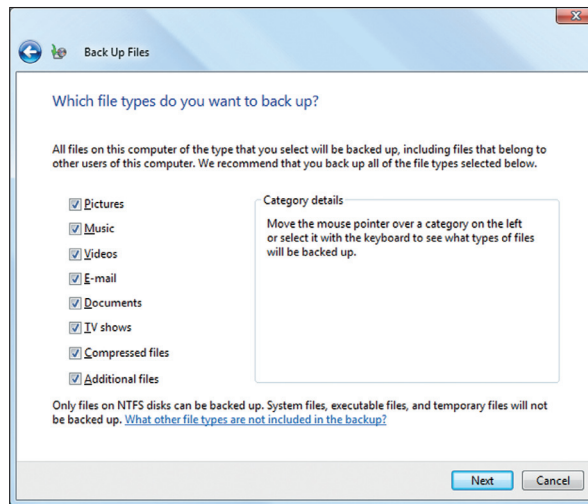 Back Up Files
Which file types do you want to back up?
All files on this computer of the type that you select will be backed up, including files that belong to
other users of this computer. We recommend that you back up all of the file types selected below.
Pictures
Music
Videos
E-mail
Documents
TV shows
Compressed files
Additional files
Category details
Move the mouse pointer over a category on the left
or select it with the keyboard to see what types of files
will be backed up.
Only files on NTFS disks can be backed up. System files, executable files, and temporary files will not
be backed up. What other file types are not included in the backup?
Next
Cancel